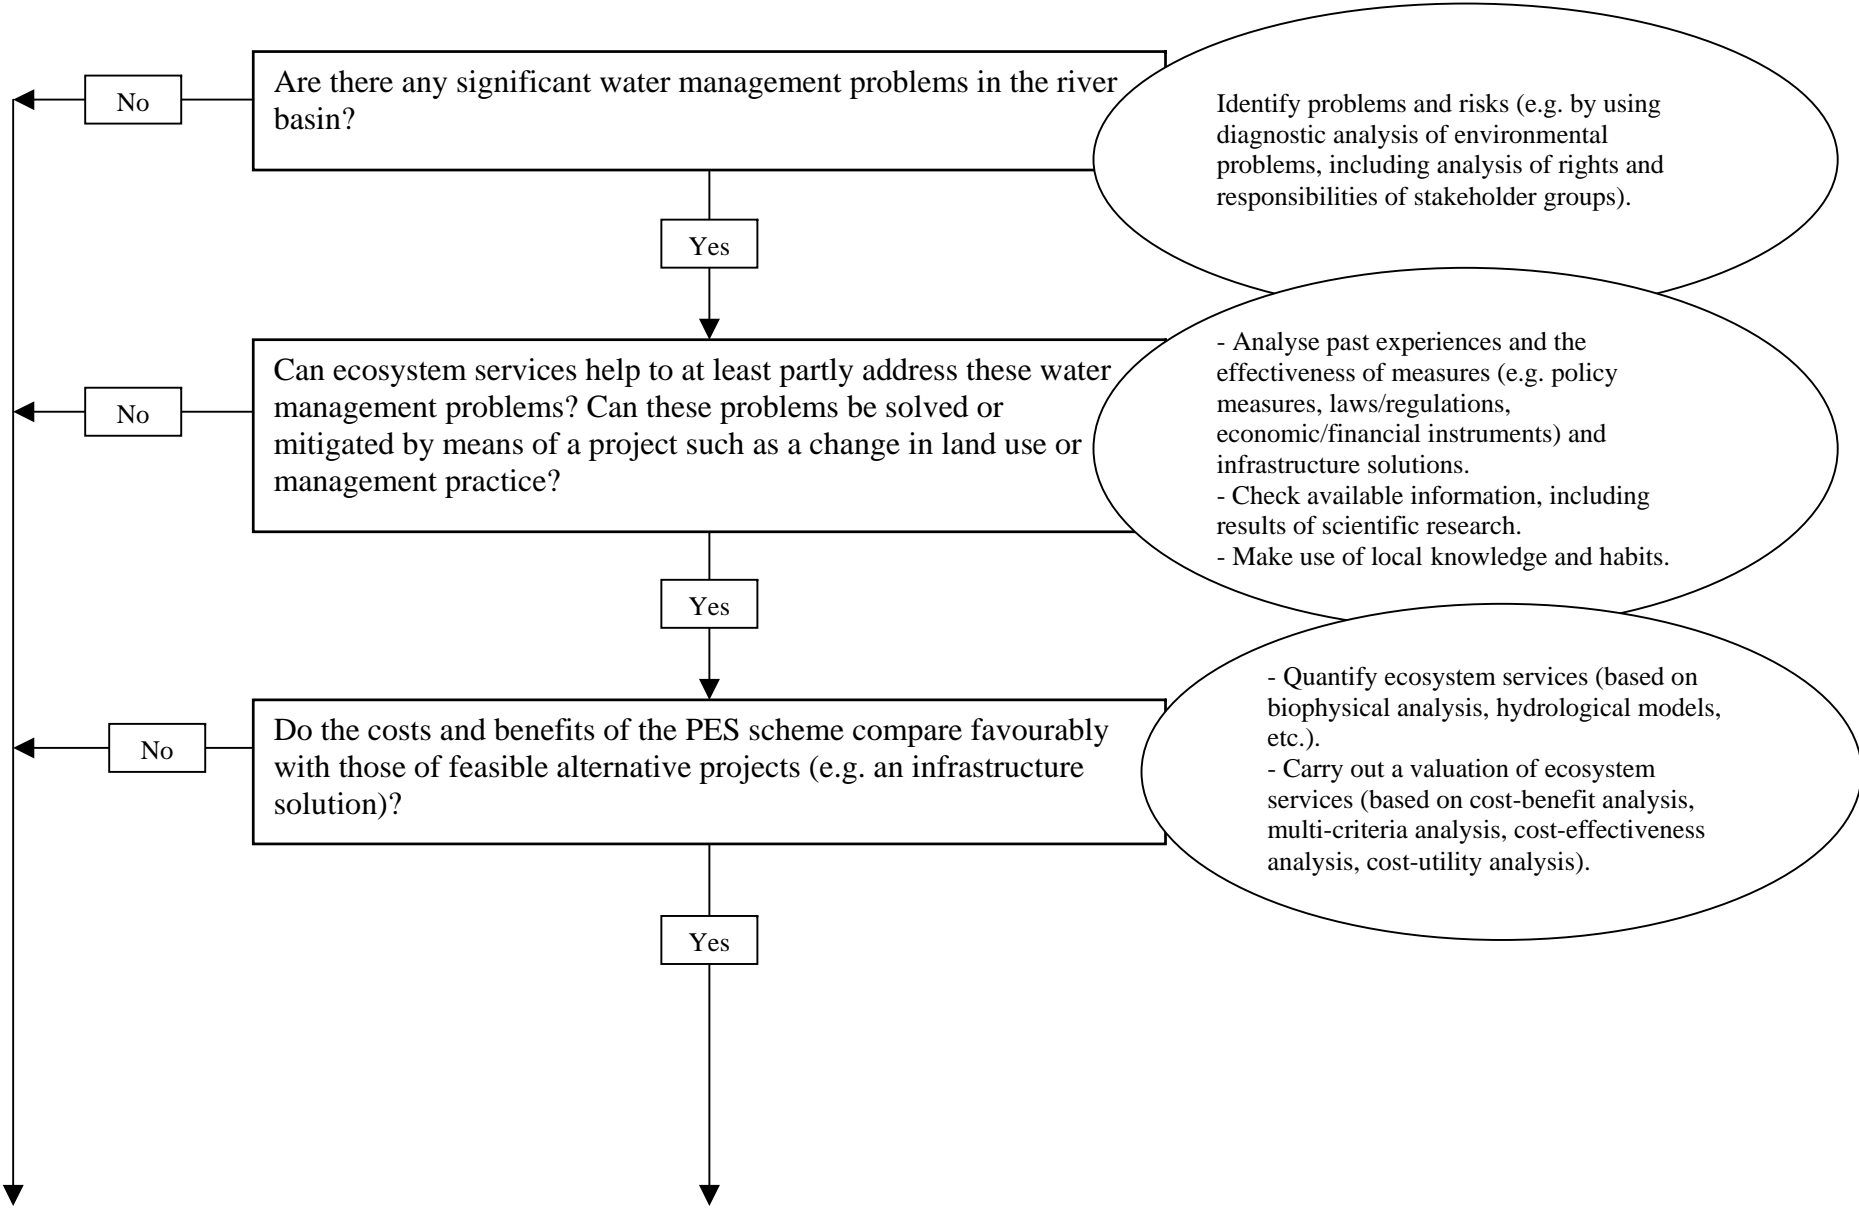 Are there any significant water management problems in the river
basin?
No
Identify problems and risks (e.g. by using
diagnostic analysis of environmental
problems, including analysis of rights and
responsibilities of stakeholder groups).
Yes
Can ecosystem services help to at least partly address these water
management problems? Can these problems be solved or
mitigated by means of a project such as a change in land use or
management practice?
No
- Analyse past experiences and the
effectiveness of measures (e.g. policy
measures, laws/regulations,
economic/financial instruments) and
infrastructure solutions.
- Check available information, including
results of scientific research.
- Make use of local knowledge and habits.
Yes
Do the costs and benefits of the PES scheme compare favourably
with those of feasible alternative projects (e.g. an infrastructure
solution)?
No
- Quantify ecosystem services (based on
biophysical analysis, hydrological models,
etc.).
- Carry out a valuation of ecosystem
services (based on cost-benefit analysis,
multi-criteria analysis, cost-effectiveness
analysis, cost-utility analysis).
Yes